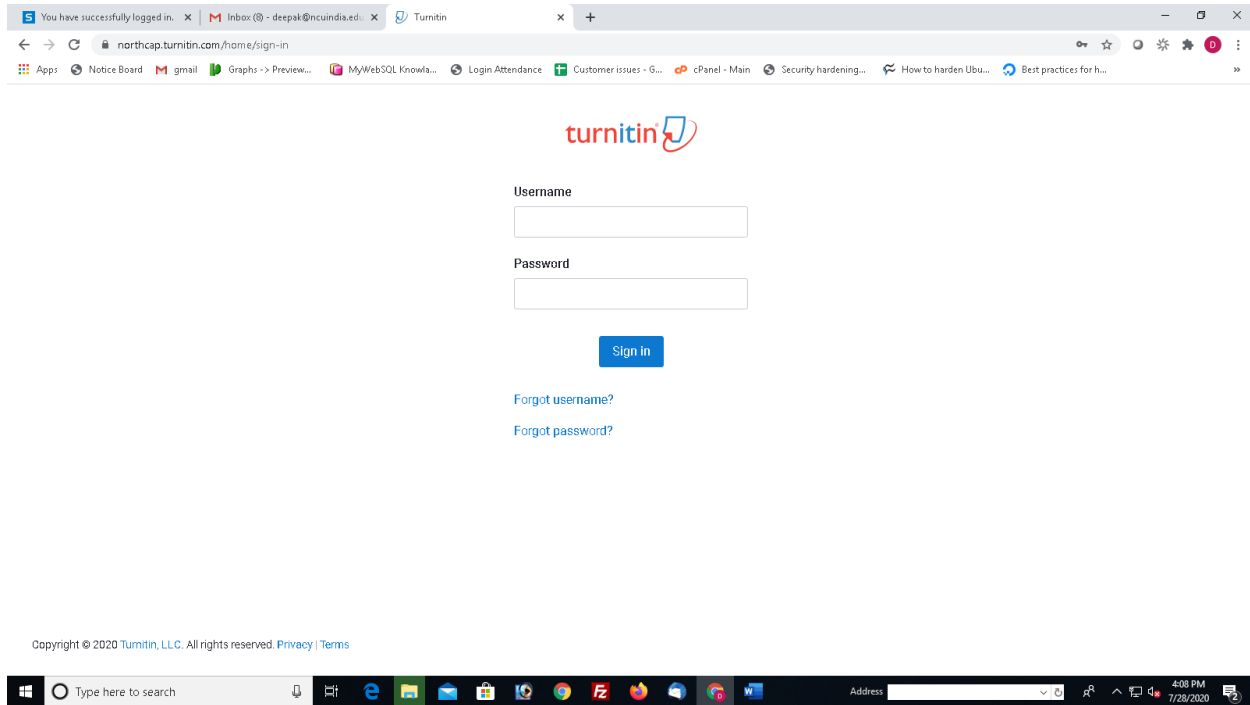 You have successfully logged in.
Inbox (8) - deepak@ncuindia.edu
Turnitin
northcap.turnitin.com/home/sign-in
D
Apps Notice Board gmail Graphs -> Preview... MyWebSQL Knowla... Login Attendance Customer issues - G... cPanel - Main Security hardening... How to harden Ubu... Best practices for h... »
turnitin
Username
Password
Sign in
Forgot username?
Forgot password?
Copyright © 2020 Turnitin, LLC. All rights reserved. Privacy | Terms
Type here to search
Address
4:08 PM
7/28/2020
2